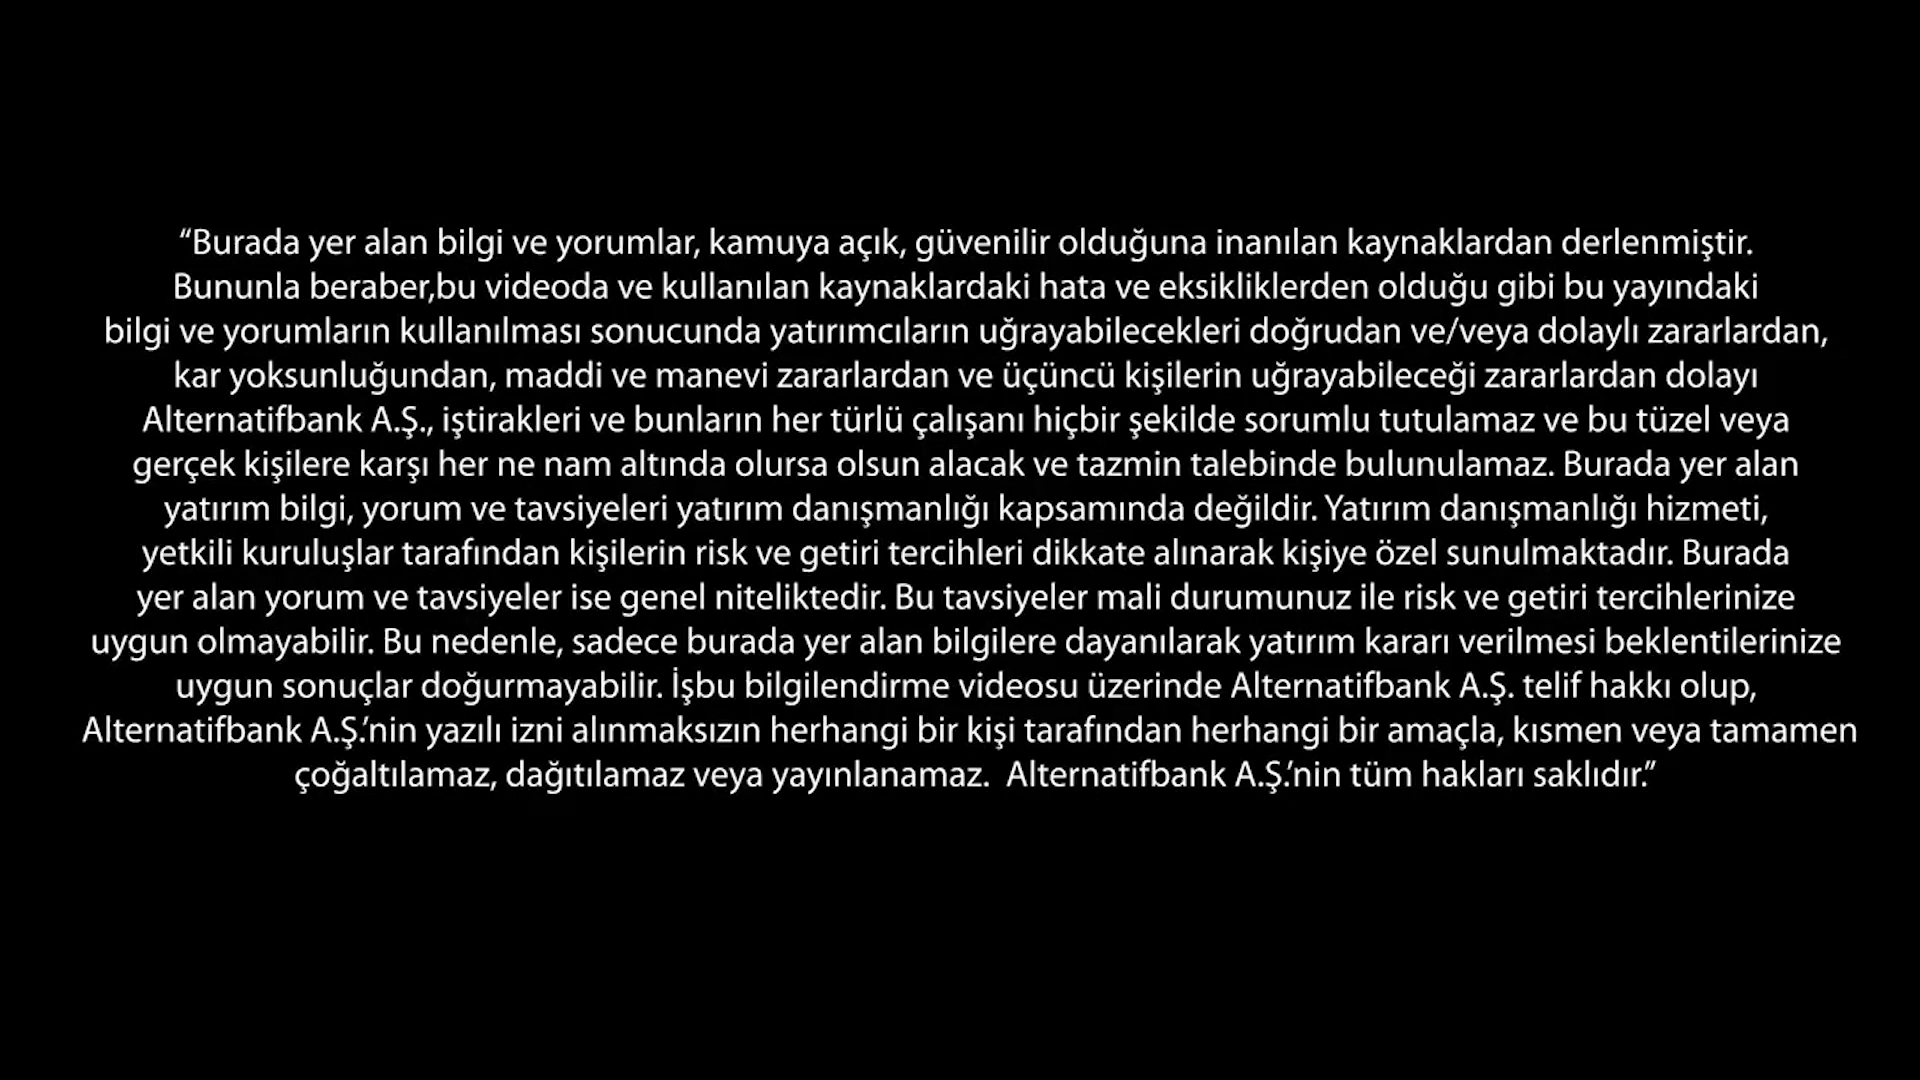 “Burada yer alan bilgi ve yorumlar, kamuya açık, güvenilir olduğuna inanılan kaynaklardan derlenmiştir.
Bununla beraber,bu videoda ve kullanılan kaynaklardaki hata ve eksikliklerden olduğu gibi bu yayındaki
bilgi ve yorumların kullanılması sonucunda yatırımcıların uğrayabilecekleri doğrudan ve/veya dolaylı zararlardan,
kar yoksunluğundan, maddi ve manevi zararlardan ve üçüncü kişilerin uğrayabileceği zararlardan dolayı
Alternatifbank A.Ş., iştirakleri ve bunların her türlü çalışanı hiçbir şekilde sorumlu tutulamaz ve bu tüzel veya
gerçek kişilere karşı her ne nam altında olursa olsun alacak ve tazmin talebinde bulunulamaz. Burada yer alan
yatırım bilgi, yorum ve tavsiyeleri yatırım danışmanlığı kapsamında değildir. Yatırım danışmanlığı hizmeti,
yetkili kuruluşlar tarafından kişilerin risk ve getiri tercihleri dikkate alınarak kişiye özel sunulmaktadır. Burada
yer alan yorum ve tavsiyeler ise genel niteliktedir. Bu tavsiyeler mali durumunuz ile risk ve getiri tercihlerinize
uygun olmayabilir. Bu nedenle, sadece burada yer alan bilgilere dayanılarak yatırım kararı verilmesi beklentilerinize
uygun sonuçlar doğurmayabilir. İşbu bilgilendirme videosu üzerinde Alternatifbank A.Ş. telif hakkı olup,
Alternatifbank A.Ş.’nin yazılı izni alınmaksızın herhangi bir kişi tarafından herhangi bir amaçla, kısmen veya tamamen
çoğaltılamaz, dağıtılamaz veya yayınlanamaz.  Alternatifbank A.Ş.’nin tüm hakları saklıdır.”